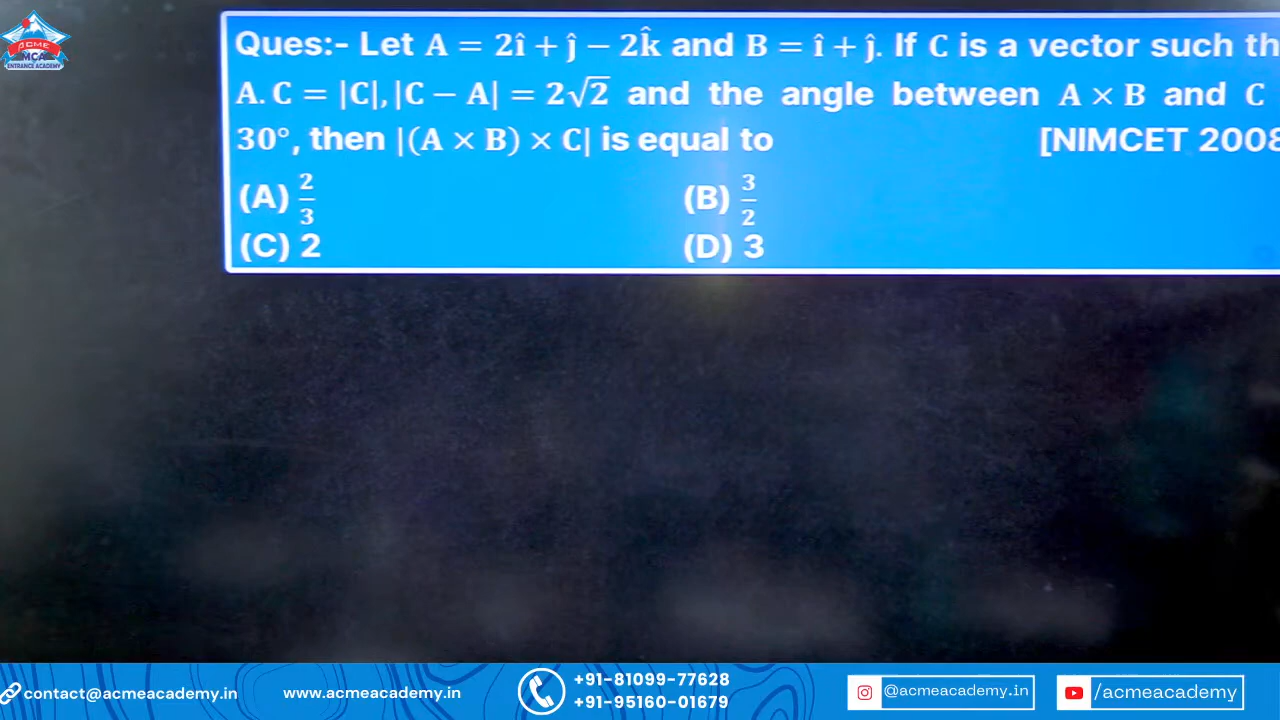 ACME
MCA
ENTRANCE ACADEMY
Ques:- Let A = 2î + ĵ − 2k̂ and B = î + ĵ. If C is a vector such th
A. C = |C|, |C − A| = 2√2 and the angle between A × B and C
30°, then |(A × B) × C| is equal to [NIMCET 2008
(A) 2/3 (B) 3/2
(C) 2 (D) 3
contact@acmeacademy.in www.acmeacademy.in +91-81099-77628 @acmeacademy.in /acmeacademy
+91-95160-01679